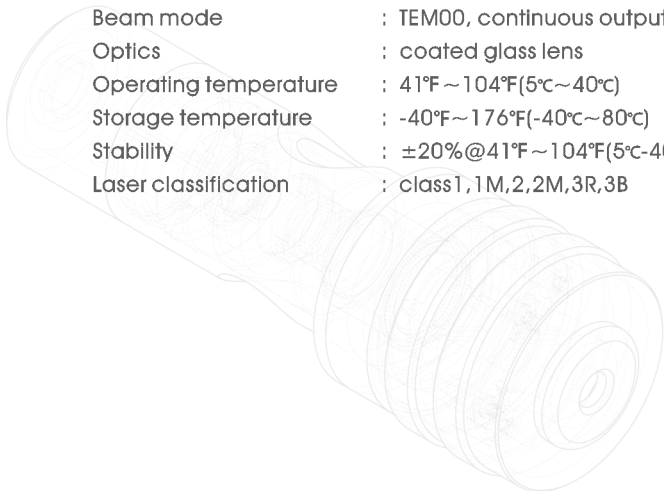 Beam mode : TEM00, continuous output
Optics : coated glass lens
Operating temperature : 41℉~104℉(5℃~40℃)
Storage temperature : -40℉~176℉(-40℃~80℃)
Stability : ±20%@41℉~104℉(5℃-40
Laser classification : class1,1M,2,2M,3R,3B